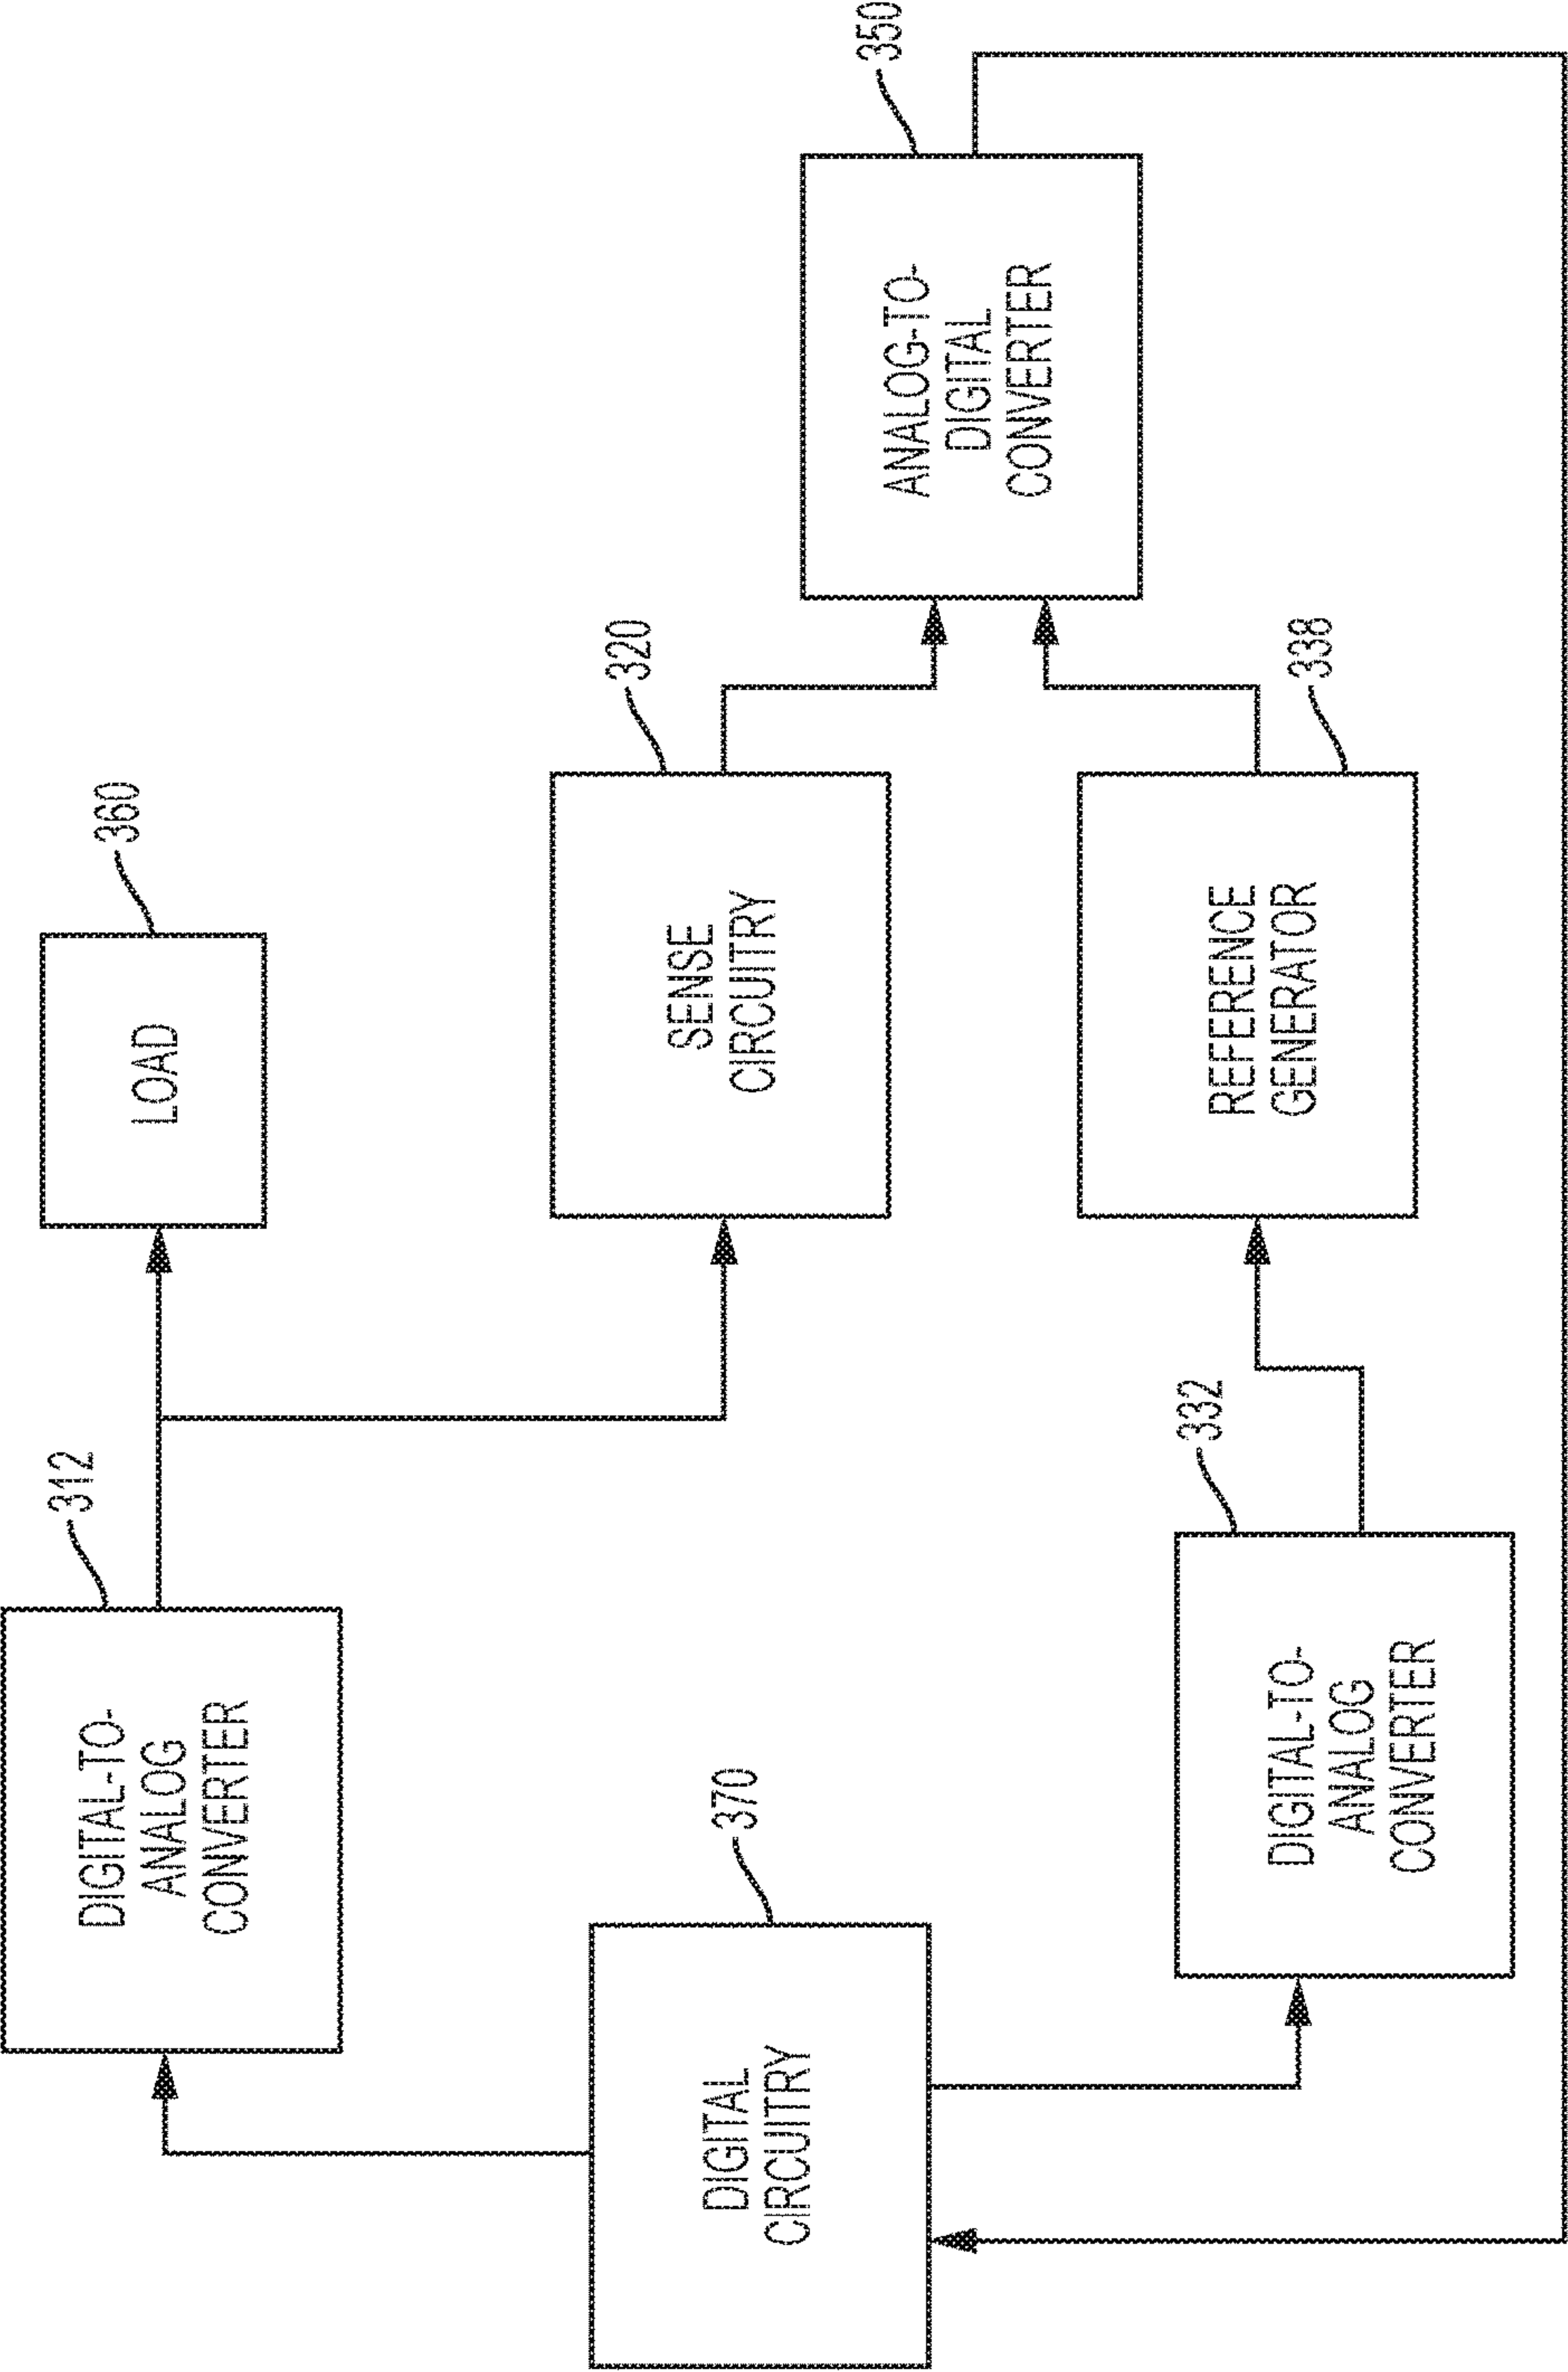 312
DIGITAL-TO-
ANALOG
CONVERTER
360
LOAD
370
DIGITAL
CIRCUITRY
320
SENSE
CIRCUITRY
350
ANALOG-TO-
DIGITAL
CONVERTER
332
DIGITAL-TO-
ANALOG
CONVERTER
338
REFERENCE
GENERATOR